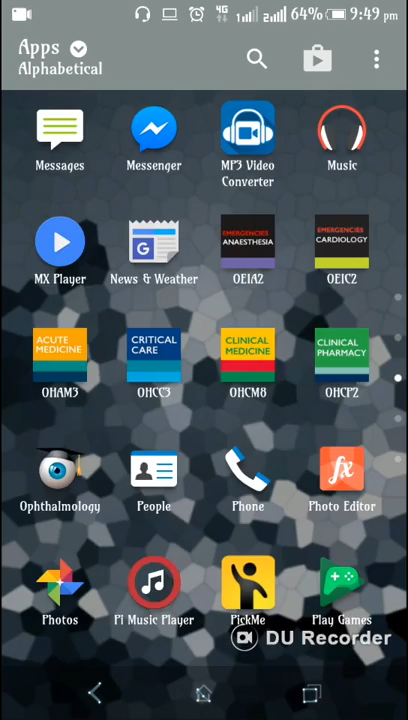 4G 64% 9:49 pm
Apps
Alphabetical
Messages Messenger MP3 Video Converter Music
EMERGENCIES ANAESTHESIA
EMERGENCIES CARDIOLOGY
MX Player News & Weather OEIA2 OEIC2
ACUTE MEDICINE
CRITICAL CARE
CLINICAL MEDICINE
CLINICAL PHARMACY
OHAM3 OHCC3 OHCM8 OHCP2
fx
Ophthalmology People Phone Photo Editor
Photos Pi Music Player PickMe Play Games
DU Recorder